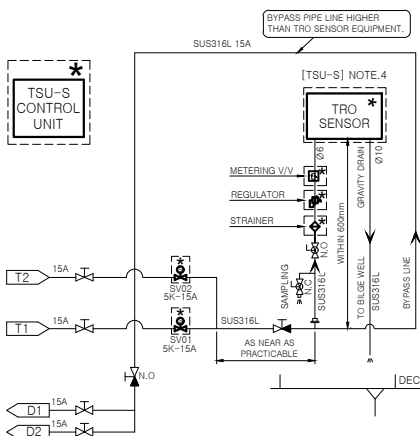 BYPASS PIPE LINE HIGHER
THAN TRO SENSOR EQUIPMENT.
SUS316L 15A
[TSU-S] NOTE.4
TSU-S
CONTROL
UNIT
*
TRO
SENSOR
*
Ø6
Ø10
GRAVITY DRAIN
METERING V/V
*
REGULATOR
*
STRAINER
*
N.O
WITHIN 600mm
TO BILGE WELL
SUS316L
BYPASS LINE
SAMPLING
N.C
SUS316L
T2
15A
*
SV02
5K-15A
T1
15A
*
SV01
5K-15A
SUS316L
AS NEAR AS
PRACTICABLE
N.O
DEC
D1
15A
D2
15A